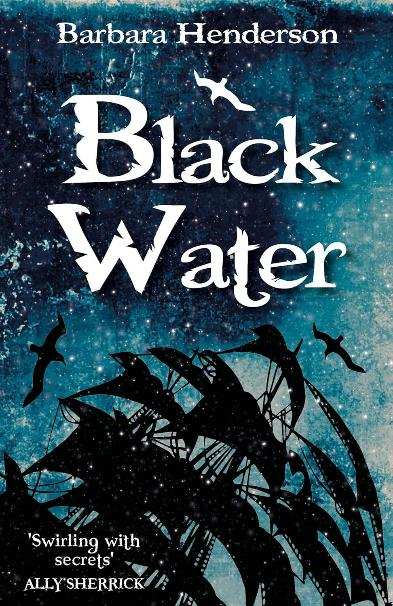 Barbara Henderson
Black
Water
'Swirling with
secrets'
ALLY SHERRICK